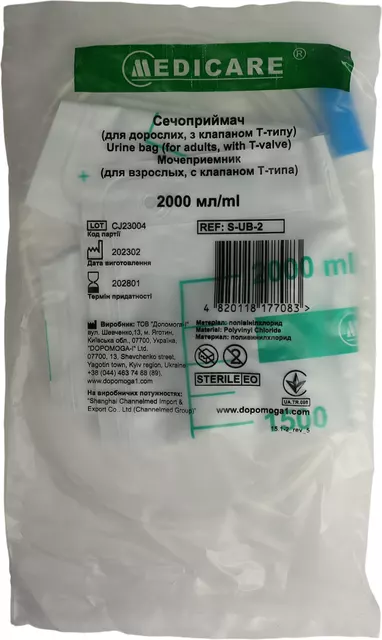 MEDICARE ®
Сечоприймач
(для дорослих, з клапаном Т-типу)
Urine bag (for adults, with T-valve)
Мочеприемник
(для взрослых, с клапаном Т-типа)
2000 мл/ml
LOT CJ23004
Код партії
REF: S-UB-2
202302
Дата виготовлення
202801
Термін придатності
2000 ml
4 820118 177083 >
Виробник: ТОВ "Допомога-І"
вул. Шевченко,13, м. Яготин,
Київська обл., 07700, Україна
"DOPOMOGA-I" Ltd.
07700, 13, Shevchenko street,
Yagotin town, Kyiv region, Ukraine
+38 (044) 463 74 88 (89)
www.dopomoga1.com
На виробничих потужностях:
"Shanghai Channelmed Import &
Export Co., Ltd (Channelmed Group)"
Матеріал: полівінілхлорид
Material: Polyvinyl Chloride
Материал: поливинилхлорид
2
STERILE EO
UA.TR.099
www.dopomoga1.com
1500